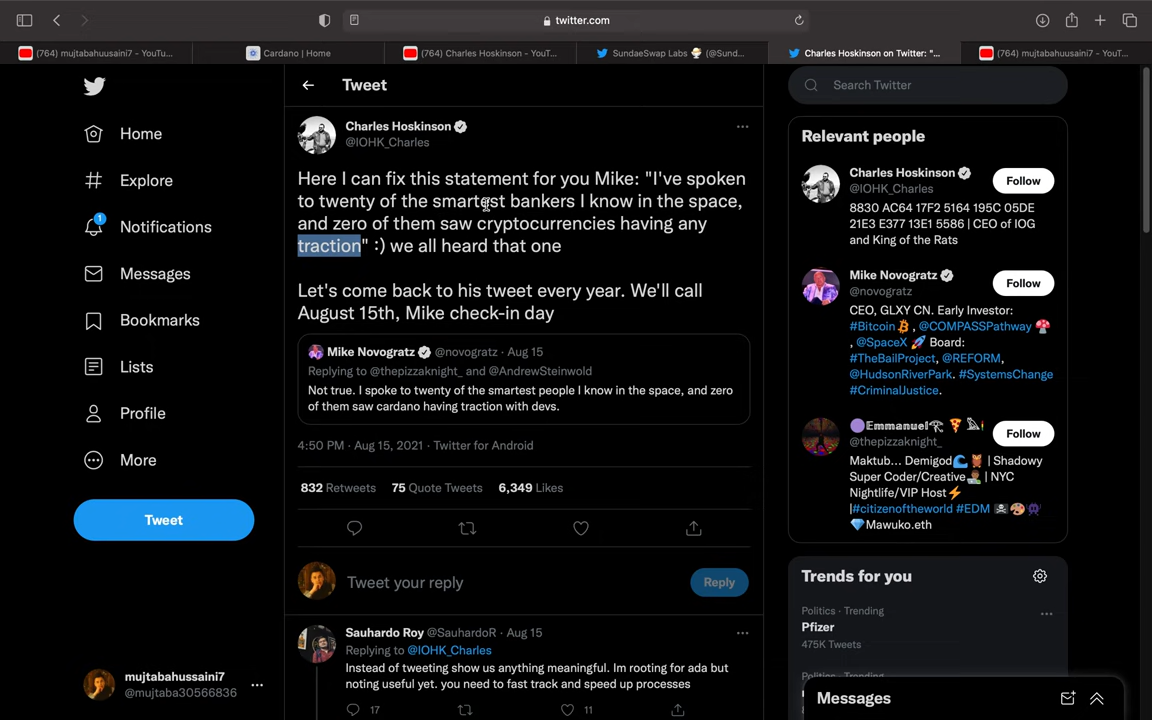 twitter.com
(764) mujtabahuusaini7 - YouTu...
Cardano | Home
(764) Charles Hoskinson - YouT...
SundaeSwap Labs 🍨 (@Sund...
Charles Hoskinson on Twitter: "...
(764) mujtabahuusaini7 - YouT...
Home
Explore
1
Notifications
Messages
Bookmarks
Lists
Profile
More
Tweet
mujtabahussaini7
@mujtaba30566836
Tweet
Charles Hoskinson
@IOHK_Charles
Here I can fix this statement for you Mike: "I've spoken
to twenty of the smartest bankers I know in the space,
and zero of them saw cryptocurrencies having any
traction" :) we all heard that one
Let's come back to his tweet every year. We'll call
August 15th, Mike check-in day
Mike Novogratz @novogratz · Aug 15
Replying to @thepizzaknight_ and @AndrewSteinwold
Not true. I spoke to twenty of the smartest people I know in the space, and zero
of them saw cardano having traction with devs.
4:50 PM · Aug 15, 2021 · Twitter for Android
832 Retweets 75 Quote Tweets 6,349 Likes
Tweet your reply
Reply
Sauhardo Roy @SauhardoR · Aug 15
Replying to @IOHK_Charles
Instead of tweeting show us anything meaningful. Im rooting for ada but
noting useful yet. you need to fast track and speed up processes
17
11
Search Twitter
Relevant people
Charles Hoskinson
@IOHK_Charles
Follow
8830 AC64 17F2 5164 195C 05DE
21E3 E377 13E1 5586 | CEO of IOG
and King of the Rats
Mike Novogratz
@novogratz
Follow
CEO, GLXY CN. Early Investor:
#Bitcoin, @COMPASSPathway 🍄
, @SpaceX 🚀 Board:
#TheBailProject, @REFORM,
@HudsonRiverPark. #SystemsChange
#CriminalJustice.
𝔼𝕞𝕞𝕒𝕟𝕦𝕖𝕝
@thepizzaknight_
Follow
Maktub... Demigod🌊 | Shadowy
Super Coder/Creative | NYC
Nightlife/VIP Host⚡
|#citizenoftheworld #EDM
💎Mawuko.eth
Trends for you
Politics · Trending
Pfizer
475K Tweets
Messages